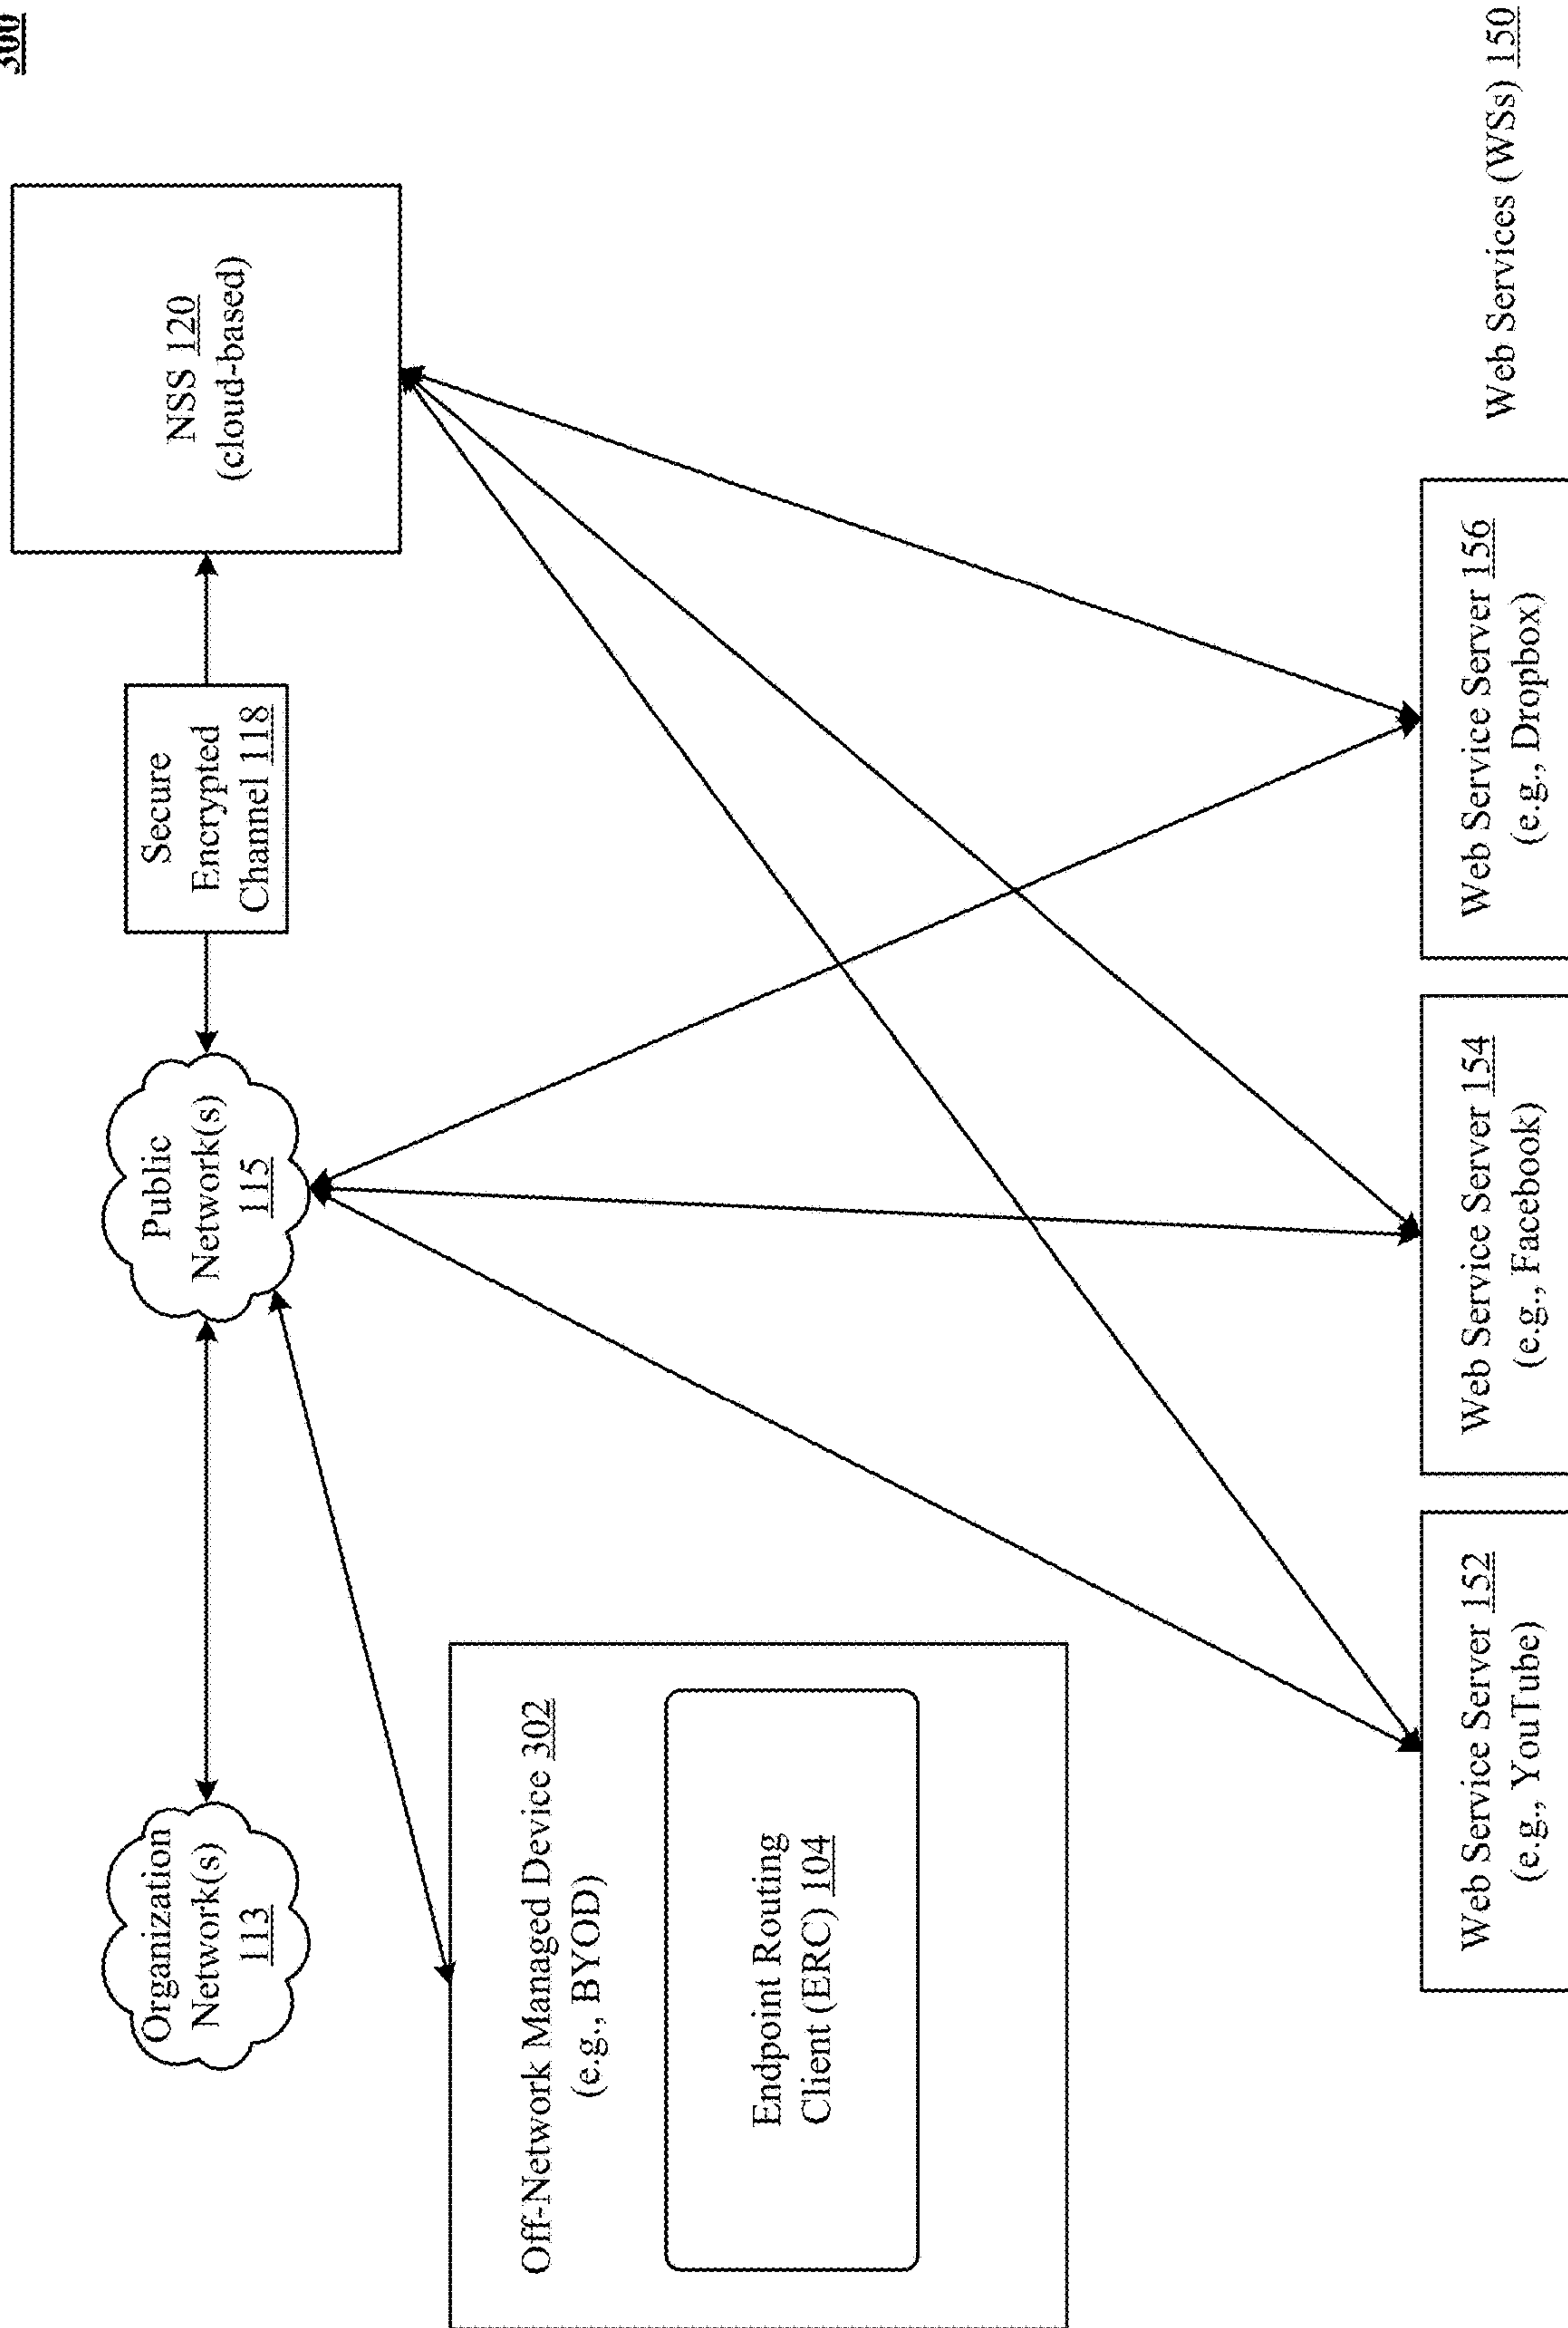 300
Organization
Network(s)
113
Public
Network(s)
115
Secure
Encrypted
Channel 118
NSS 120
(cloud-based)
Off-Network Managed Device 302
(e.g., BYOD)
Endpoint Routing
Client (ERC) 104
Web Service Server 152
(e.g., YouTube)
Web Service Server 154
(e.g., Facebook)
Web Service Server 156
(e.g., Dropbox)
Web Services (WSs) 150